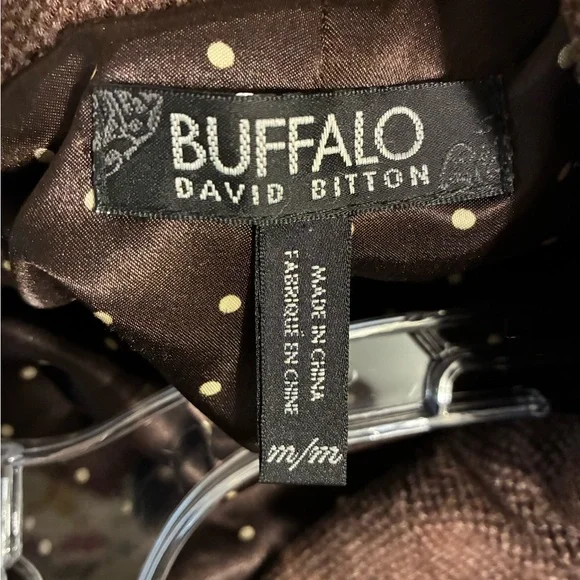 BUFFALO
DAVID BITTON
MADE IN CHINA
FABRIQUÉ EN CHINE
m/m